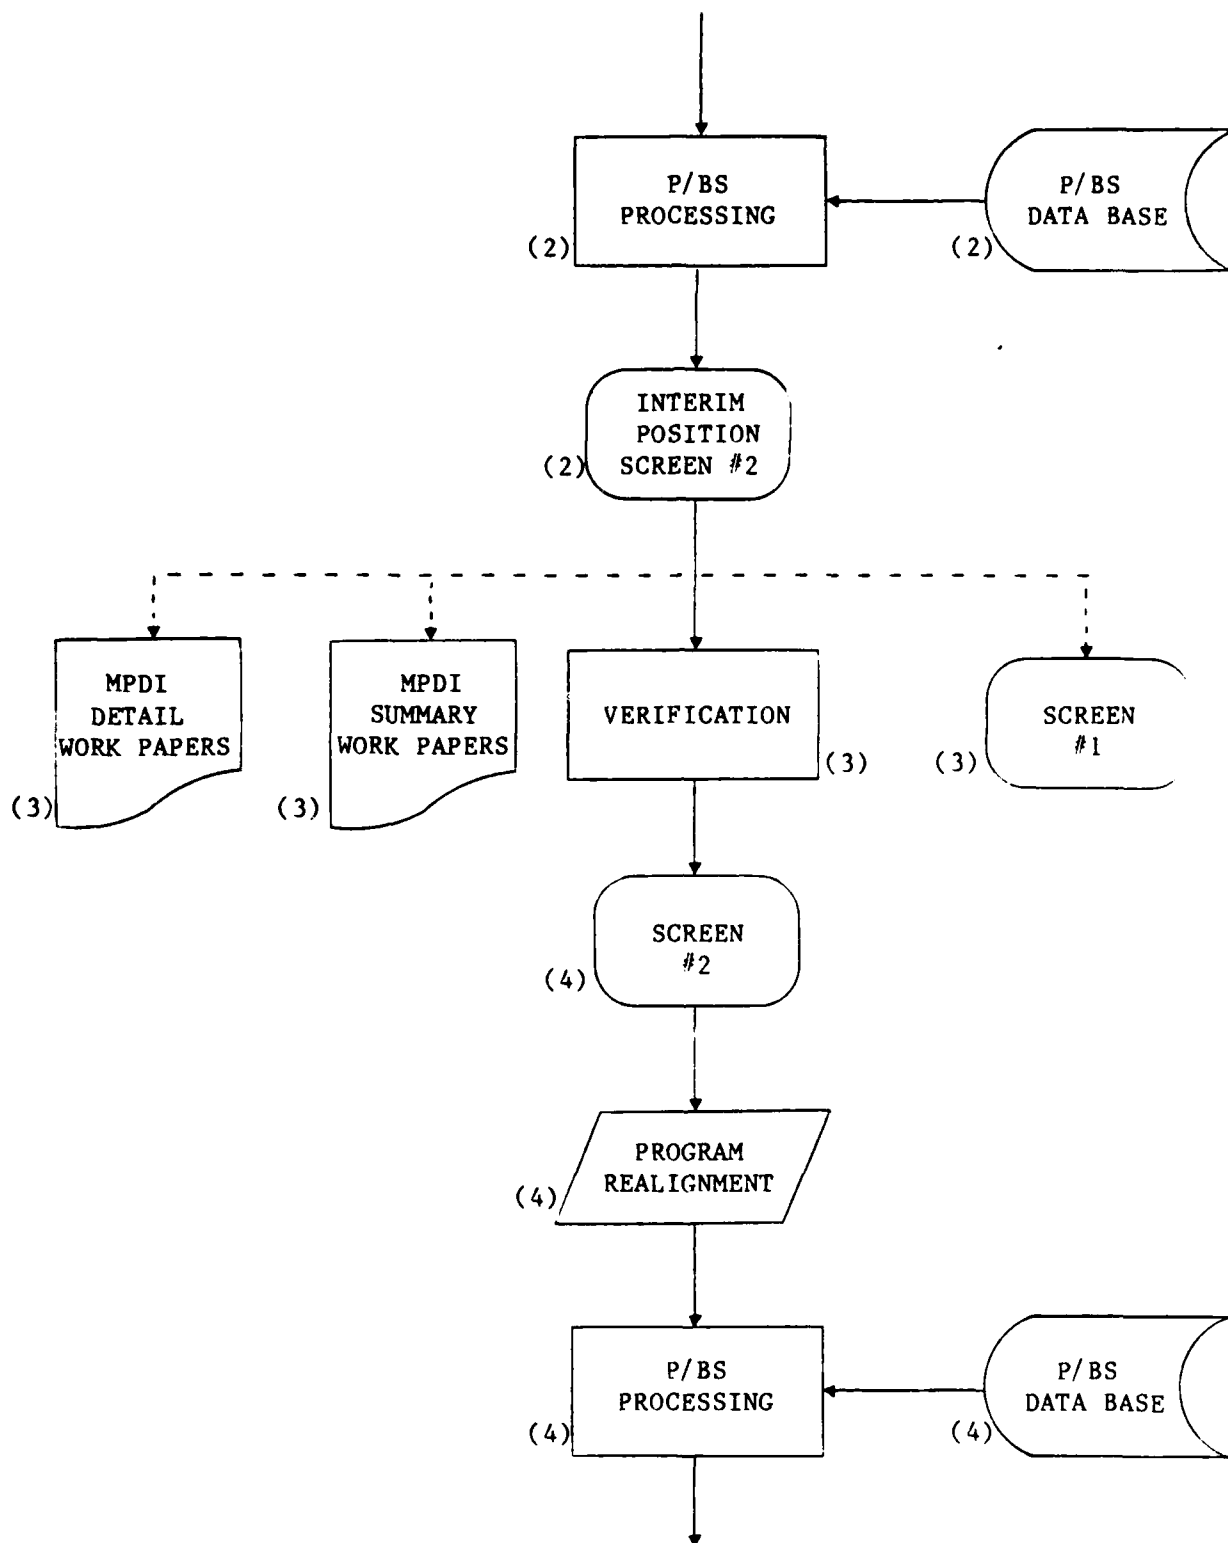 P/BS
PROCESSING
(2)
P/BS
DATA BASE
(2)
INTERIM
POSITION
SCREEN #2
(2)
MPDI
DETAIL
WORK PAPERS
(3)
MPDI
SUMMARY
WORK PAPERS
(3)
VERIFICATION
(3)
SCREEN
#1
(3)
SCREEN
#2
(4)
PROGRAM
REALIGNMENT
(4)
P/BS
PROCESSING
(4)
P/BS
DATA BASE
(4)